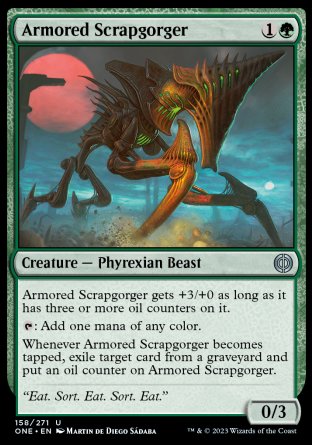 Armored Scrapgorger 1
Creature — Phyrexian Beast
Armored Scrapgorger gets +3/+0 as long as it
has three or more oil counters on it.
: Add one mana of any color.
Whenever Armored Scrapgorger becomes
tapped, exile target card from a graveyard and
put an oil counter on Armored Scrapgorger.
“Eat. Sort. Eat. Sort. Eat.”
0/3
158/271 U
ONE • EN Martin de Diego Sádaba
™ & © 2023 Wizards of the Coast